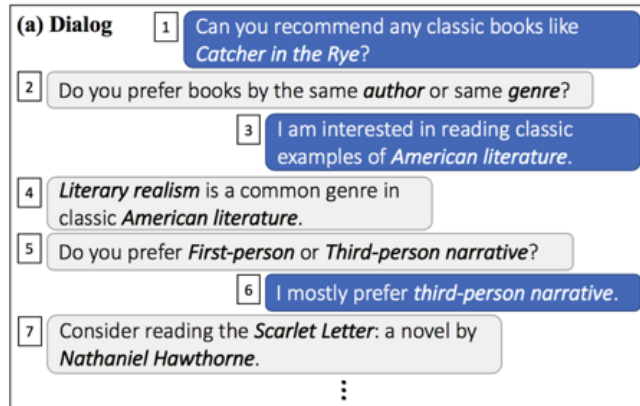 (a) Dialog
1
Can you recommend any classic books like
Catcher in the Rye?
2
Do you prefer books by the same author or same genre?
3
I am interested in reading classic
examples of American literature.
4
Literary realism is a common genre in
classic American literature.
5
Do you prefer First-person or Third-person narrative?
6
I mostly prefer third-person narrative.
7
Consider reading the Scarlet Letter: a novel by
Nathaniel Hawthorne.
⋮